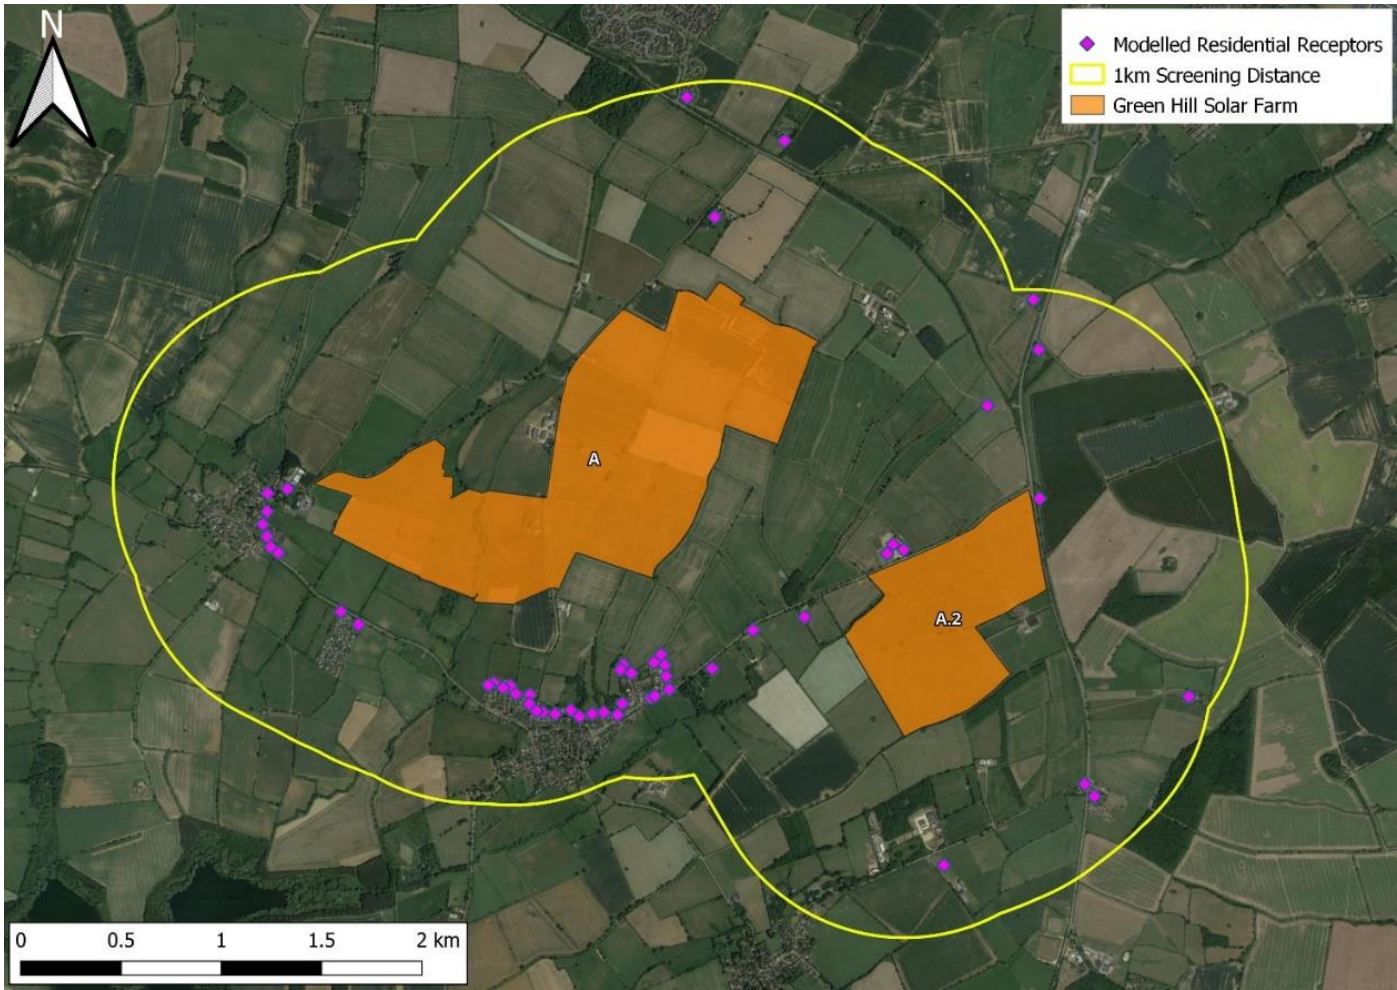 N
Modelled Residential Receptors
1km Screening Distance
Green Hill Solar Farm
A
A.2
0 0.5 1 1.5 2 km